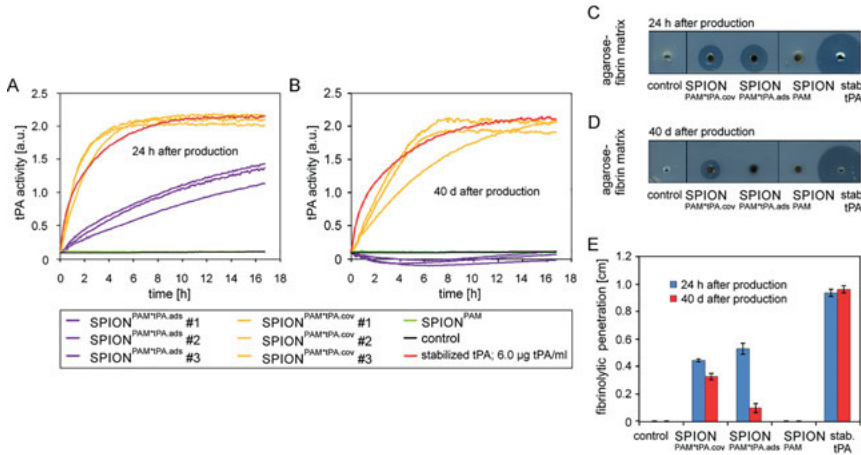 A
tPA activity [a.u.]
2.5
2.0
1.5
1.0
0.5
0
24 h after production
0 2 4 6 8 10 12 14 16 18
time [h]
B
tPA activity [a.u.]
2.5
2.0
1.5
1.0
0.5
0
40 d after production
0 2 4 6 8 10 12 14 16 18
time [h]
SPION PAM*tPA.ads #1
SPION PAM*tPA.ads #2
SPION PAM*tPA.ads #3
SPION PAM*tPA.cov #1
SPION PAM*tPA.cov #2
SPION PAM*tPA.cov #3
SPION PAM
control
stabilized tPA; 6.0 µg tPA/ml
C
24 h after production
agarose-
fibrin matrix
control SPION SPION SPION stab.
PAM*tPA.cov PAM*tPA.ads PAM tPA
D
40 d after production
agarose-
fibrin matrix
control SPION SPION SPION stab.
PAM*tPA.cov PAM*tPA.ads PAM tPA
E
fibrinolytic penetration [cm]
1.2
1.0
0.8
0.6
0.4
0.2
0
24 h after production
40 d after production
control SPION SPION SPION stab.
PAM*tPA.cov PAM*tPA.ads PAM tPA